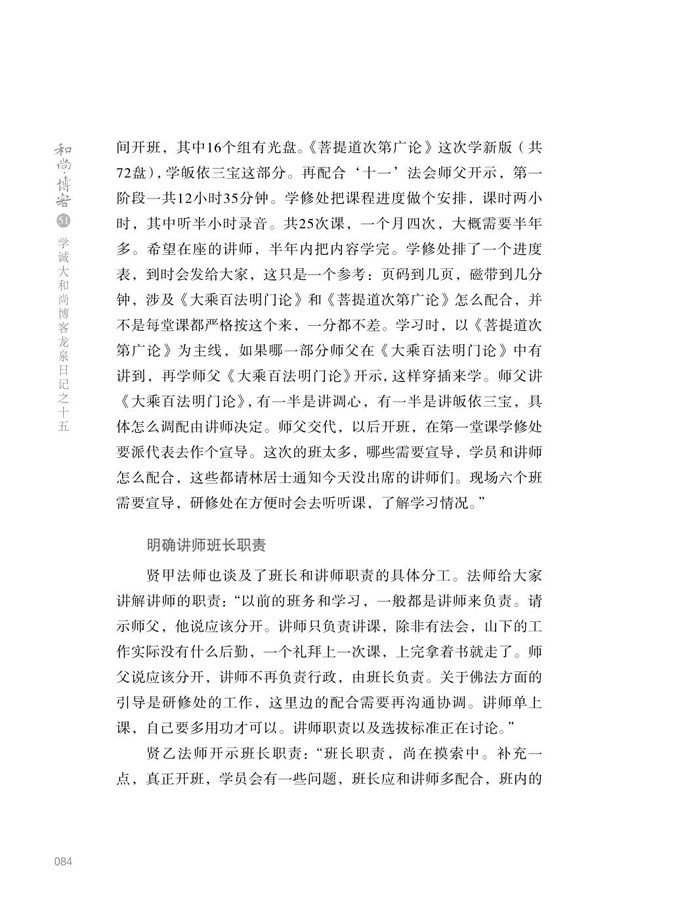 和尚·博客
51
学诚大和尚博客龙泉日记之十五
间开班，其中16个组有光盘。《菩提道次第广论》这次学新版（共
72盘），学皈依三宝这部分。再配合‘十一’法会师父开示，第一
阶段一共12小时35分钟。学修处把课程进度做个安排，课时两小
时，其中听半小时录音。共25次课，一个月四次，大概需要半年
多。希望在座的讲师，半年内把内容学完。学修处排了一个进度
表，到时会发给大家，这只是一个参考：页码到几页，磁带到几分
钟，涉及《大乘百法明门论》和《菩提道次第广论》怎么配合，并
不是每堂课都严格按这个来，一分都不差。学习时，以《菩提道次
第广论》为主线，如果哪一部分师父在《大乘百法明门论》中有
讲到，再学师父《大乘百法明门论》开示，这样穿插来学。师父讲
《大乘百法明门论》，有一半是讲调心，有一半是讲皈依三宝，具
体怎么调配由讲师决定。师父交代，以后开班，在第一堂课学修处
要派代表去作个宣导。这次的班太多，哪些需要宣导，学员和讲师
怎么配合，这些都请林居士通知今天没出席的讲师们。现场六个班
需要宣导，研修处在方便时会去听听课，了解学习情况。”
明确讲师班长职责
贤甲法师也谈及了班长和讲师职责的具体分工。法师给大家
讲解讲师的职责：“以前的班务和学习，一般都是讲师来负责。请
示师父，他说应该分开。讲师只负责讲课，除非有法会，山下的工
作实际没有什么后勤，一个礼拜上一次课，上完拿着书就走了。师
父说应该分开，讲师不再负责行政，由班长负责。关于佛法方面的
引导是研修处的工作，这里边的配合需要再沟通协调。讲师单上
课，自己要多用功才可以。讲师职责以及选拔标准正在讨论。”
贤乙法师开示班长职责：“班长职责，尚在摸索中。补充一
点，真正开班，学员会有一些问题，班长应和讲师多配合，班内的
084